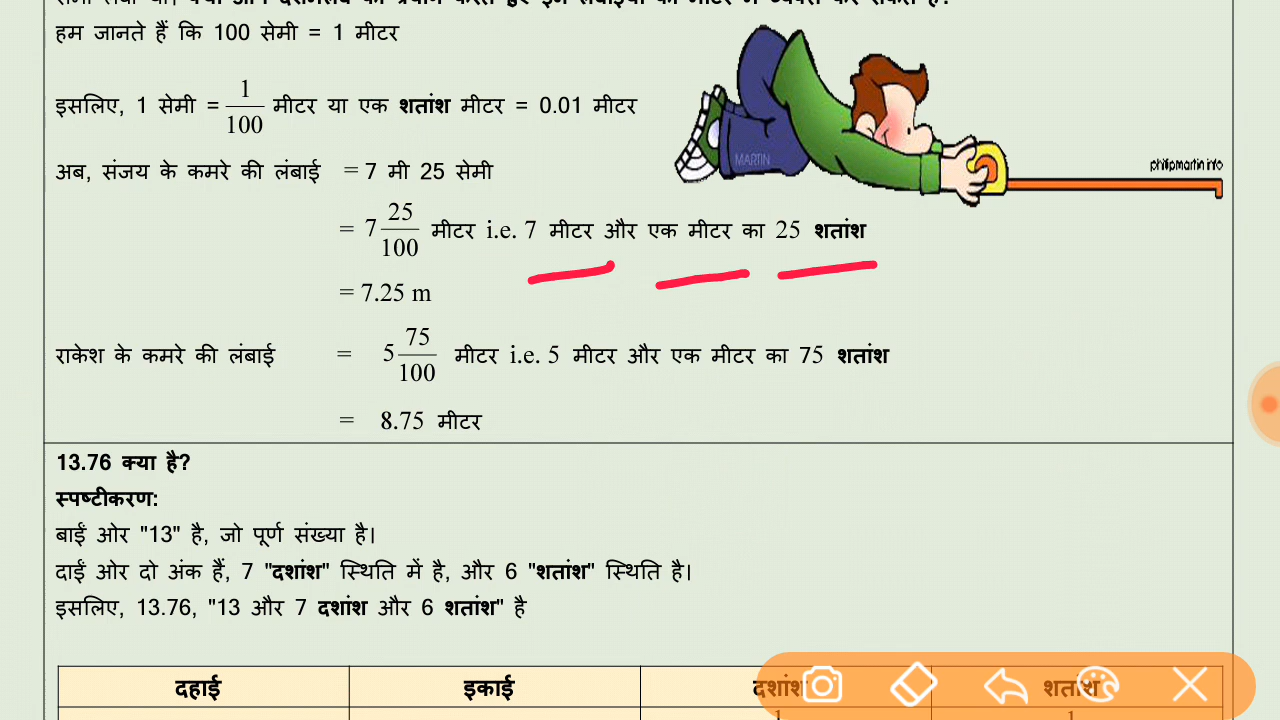 हम जानते हैं कि 100 सेमी = 1 मीटर
इसलिए, 1 सेमी = 1/100 मीटर या एक शतांश मीटर = 0.01 मीटर
MARTIN
philipmartin.info
अब, संजय के कमरे की लंबाई = 7 मी 25 सेमी
= 7 25/100 मीटर i.e. 7 मीटर और एक मीटर का 25 शतांश
= 7.25 m
राकेश के कमरे की लंबाई = 5 75/100 मीटर i.e. 5 मीटर और एक मीटर का 75 शतांश
= 8.75 मीटर
13.76 क्या है?
स्पष्टीकरण:
बाईं ओर "13" है, जो पूर्ण संख्या है।
दाईं ओर दो अंक हैं, 7 "दशांश" स्थिति में है, और 6 "शतांश" स्थिति है।
इसलिए, 13.76, "13 और 7 दशांश और 6 शतांश" है
दहाई इकाई दशांश शतांश